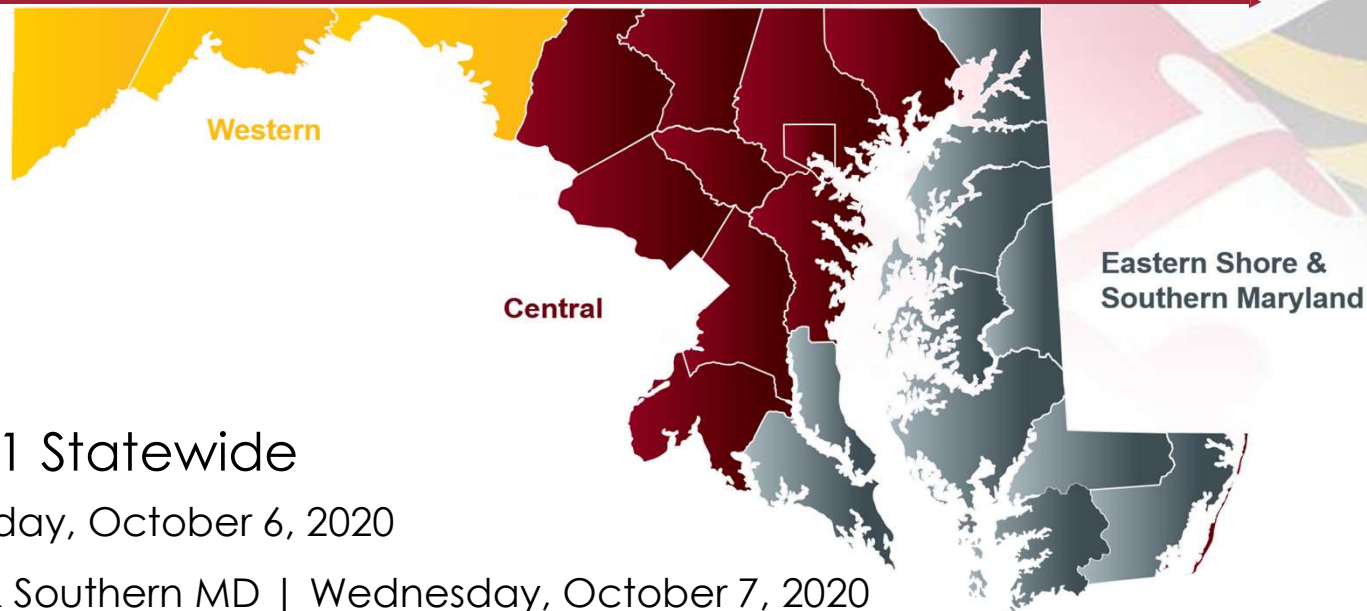 Western
Eastern Shore &
Southern Maryland
Central
1 Statewide
day, October 6, 2020
Southern MD | Wednesday, October 7, 2020